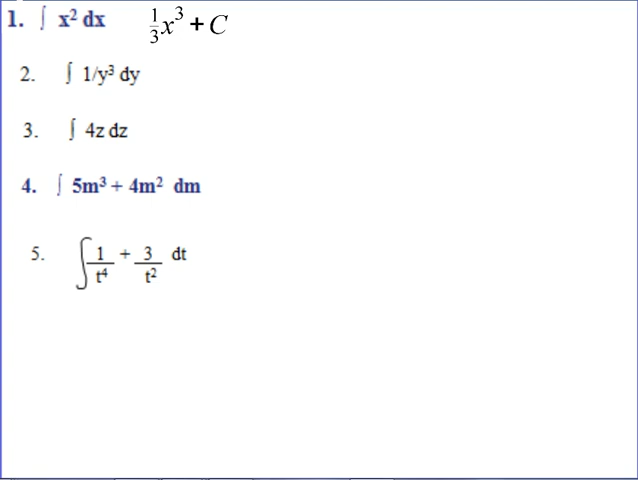 1. ∫ x² dx   ⅓x³ + C
2. ∫ 1/y³ dy
3. ∫ 4z dz
4. ∫ 5m³ + 4m² dm
5. ∫ 1/t⁴ + 3/t² dt